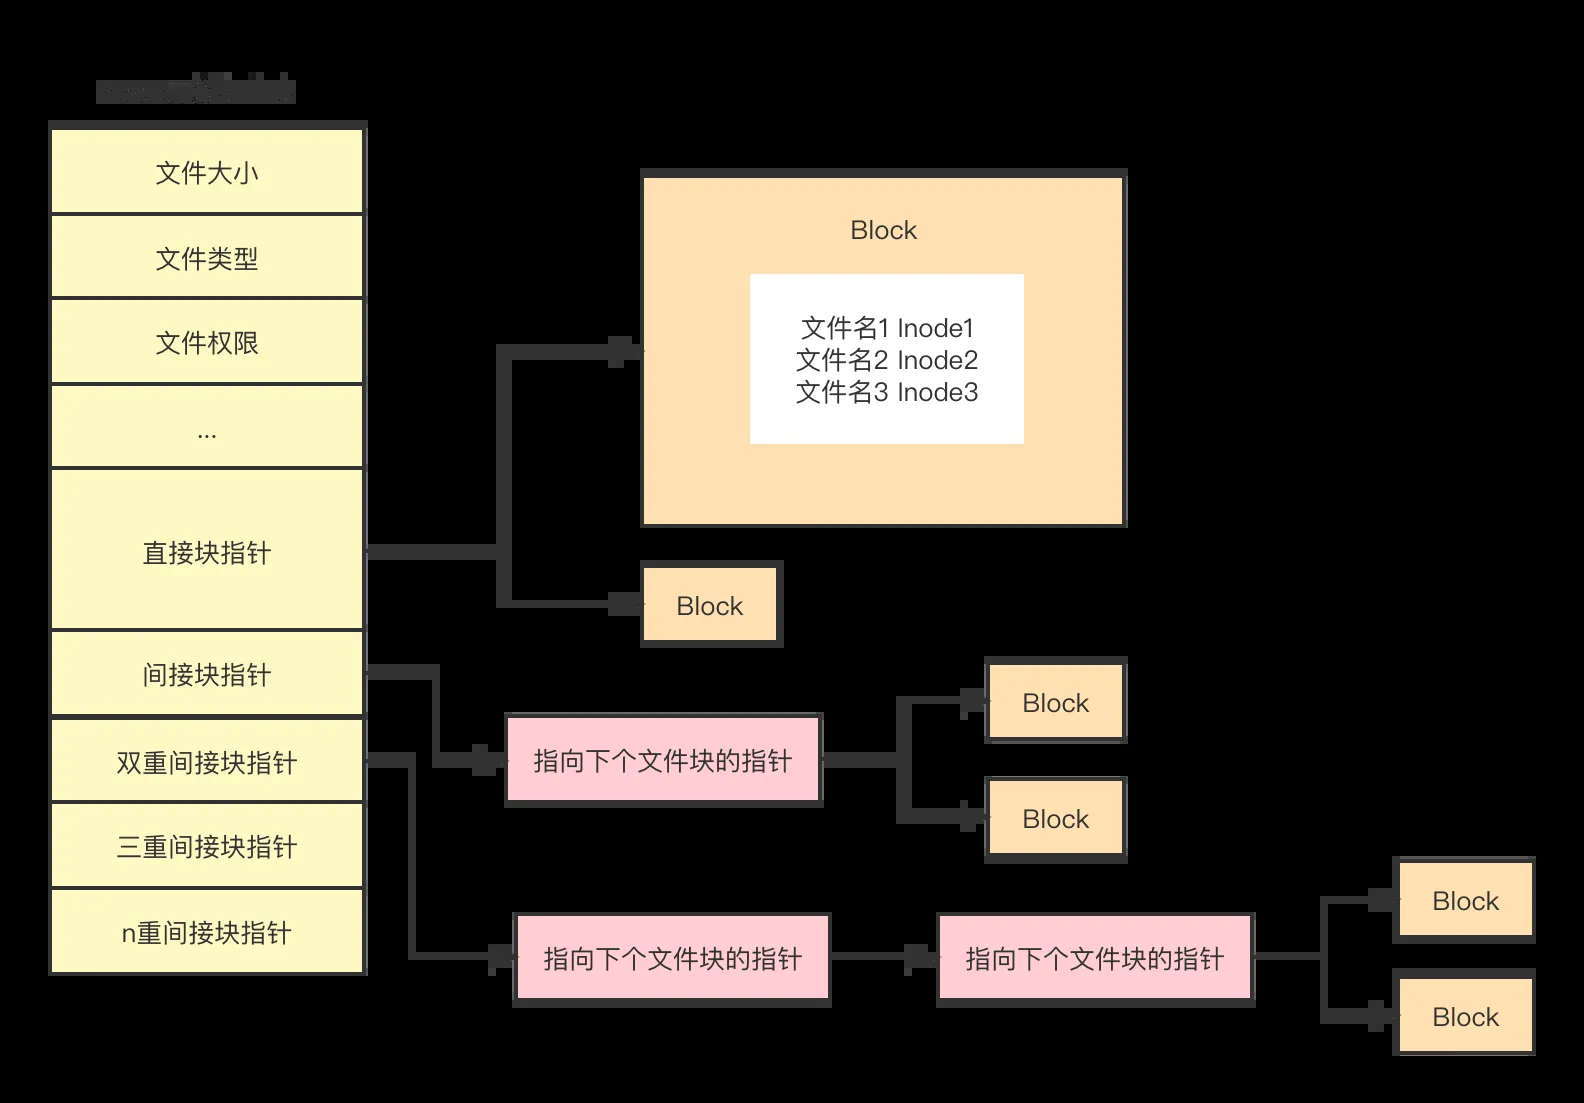 文件大小
文件类型
文件权限
...
直接块指针
间接块指针
双重间接块指针
三重间接块指针
n重间接块指针
Block
文件名1 Inode1
文件名2 Inode2
文件名3 Inode3
Block
指向下个文件块的指针
Block
Block
指向下个文件块的指针
指向下个文件块的指针
Block
Block